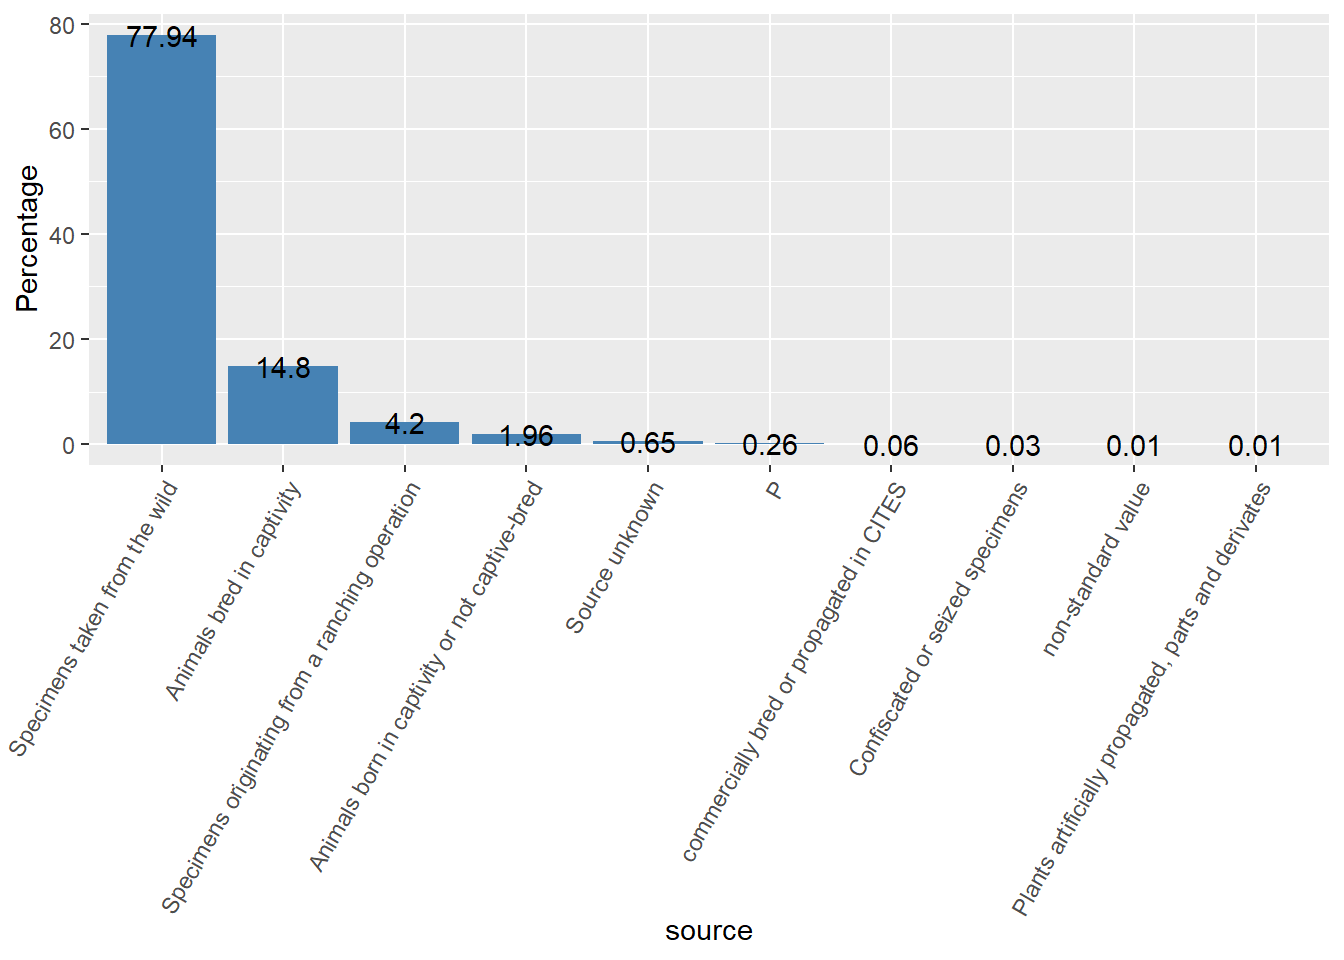 Percentage
80
60
40
20
0
77.94
14.8
4.2
1.96
0.65
0.26
0.06
0.03
0.01
0.01
Specimens taken from the wild
Animals bred in captivity
Specimens originating from a ranching operation
Animals born in captivity or not captive-bred
Source unknown
P
commercially bred or propagated in CITES
Confiscated or seized specimens
non-standard value
Plants artificially propagated, parts and derivates
source